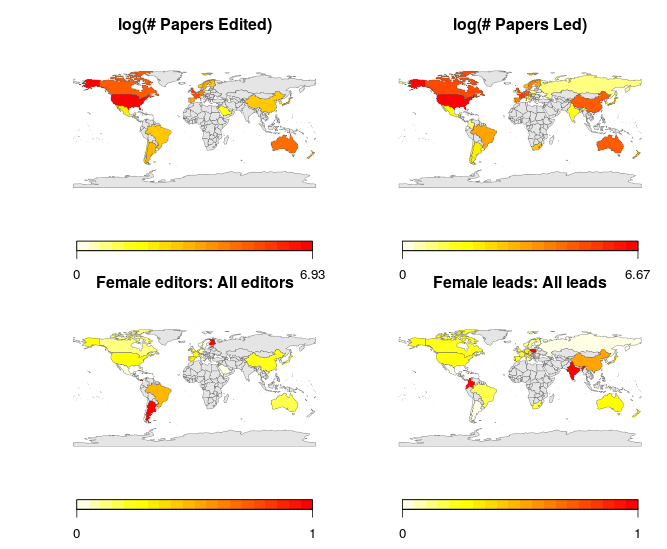 log(# Papers Edited)
log(# Papers Led)
0
6.93
0
6.67
Female editors: All editors
Female leads: All leads
0
1
0
1